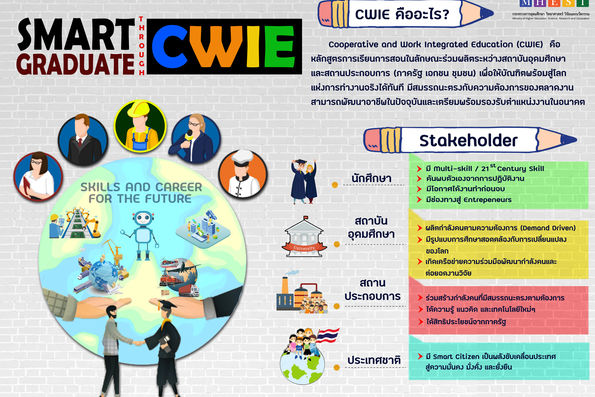 SMART
GRADUATE
THROUGH
CWIE
MHESI
กระทรวงการอุดมศึกษา วิทยาศาสตร์ วิจัยและนวัตกรรม
Ministry of Higher Education, Science, Research and Innovation
CWIE คืออะไร?
Cooperative and Work Integrated Education (CWIE) คือ
หลักสูตรการเรียนการสอนในลักษณะร่วมผลิตระหว่างสถาบันอุดมศึกษา
และสถานประกอบการ (ภาครัฐ เอกชน ชุมชน) เพื่อให้บัณฑิตพร้อมสู่โลก
แห่งการทำงานจริงได้ทันที มีสมรรถนะตรงกับความต้องการของตลาดงาน
สามารถพัฒนาอาชีพในปัจจุบันและเตรียมพร้อมรองรับตำแหน่งงานในอนาคต
SKILLS AND CAREER
FOR THE FUTURE
Stakeholder
นักศึกษา
มี Multi-skill / 21st Century Skill
ค้นพบตัวเองจากการปฏิบัติงาน
มีโอกาสได้งานทำก่อนจบ
มีช่องทางสู่ Entrepeneurs
University
สถาบัน
อุดมศึกษา
ผลิตกำลังคนตามความต้องการ (Demand Driven)
มีรูปแบบการศึกษาสอดคล้องกับการเปลี่ยนแปลง
ของโลก
เกิดเครือข่ายความร่วมมือพัฒนากำลังคนและ
ต่อยอดงานวิจัย
สถาน
ประกอบการ
ร่วมสร้างกำลังคนที่มีสมรรถนะตรงตามต้องการ
ได้ความรู้ แนวคิด และเทคโนโลยีใหม่ๆ
ได้สิทธิประโยชน์จากภาครัฐ
ประเทศชาติ
มี Smart Citizen เป็นพลังขับเคลื่อนประเทศ
สู่ความมั่นคง มั่งคั่ง และยั่งยืน